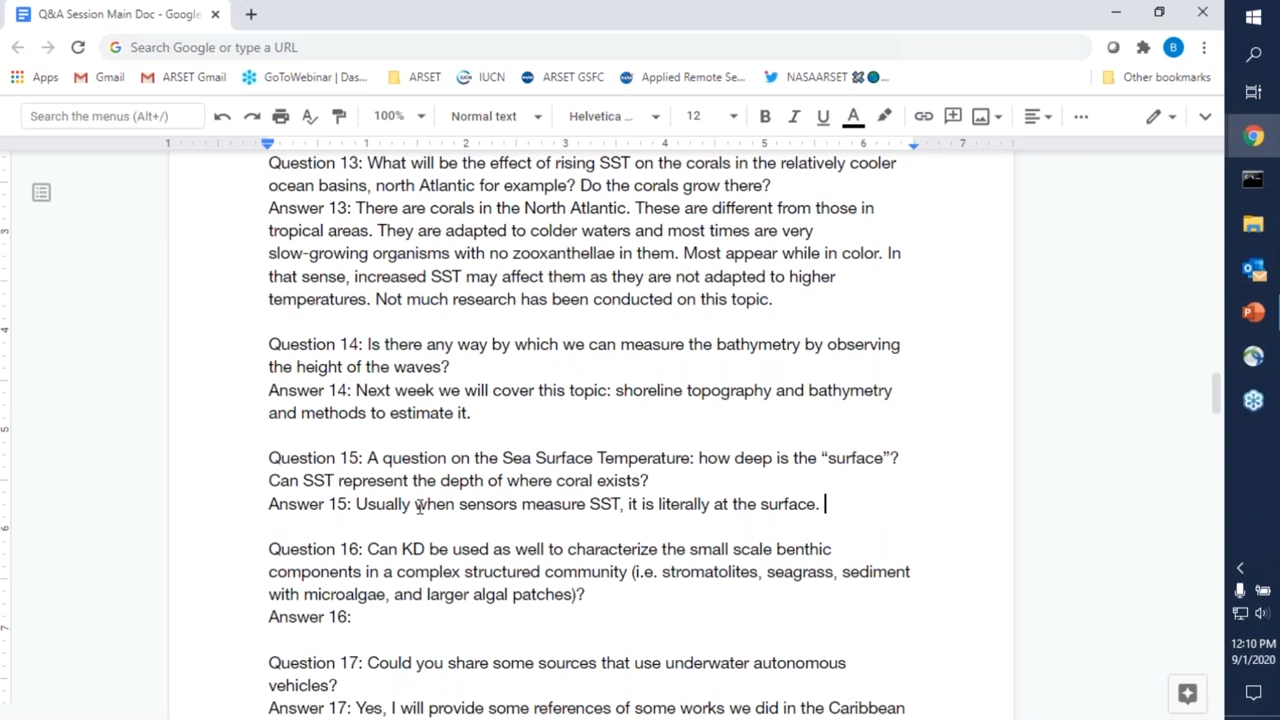 Q&A Session Main Doc - Google
Search Google or type a URL
B
Apps
Gmail
ARSET Gmail
GoToWebinar | Das...
ARSET
IUCN
ARSET GSFC
Applied Remote Se...
NASAARSET
Other bookmarks
Search the menus (Alt+/)
100%
Normal text
Helvetica ...
12
B I U A
1 1 2 3 4 5 6 7
3
4
5
6
7
Question 13: What will be the effect of rising SST on the corals in the relatively cooler
ocean basins, north Atlantic for example? Do the corals grow there?
Answer 13: There are corals in the North Atlantic. These are different from those in
tropical areas. They are adapted to colder waters and most times are very
slow-growing organisms with no zooxanthellae in them. Most appear while in color. In
that sense, increased SST may affect them as they are not adapted to higher
temperatures. Not much research has been conducted on this topic.
Question 14: Is there any way by which we can measure the bathymetry by observing
the height of the waves?
Answer 14: Next week we will cover this topic: shoreline topography and bathymetry
and methods to estimate it.
Question 15: A question on the Sea Surface Temperature: how deep is the “surface”?
Can SST represent the depth of where coral exists?
Answer 15: Usually when sensors measure SST, it is literally at the surface.
Question 16: Can KD be used as well to characterize the small scale benthic
components in a complex structured community (i.e. stromatolites, seagrass, sediment
with microalgae, and larger algal patches)?
Answer 16:
Question 17: Could you share some sources that use underwater autonomous
vehicles?
Answer 17: Yes, I will provide some references of some works we did in the Caribbean
12:10 PM
9/1/2020